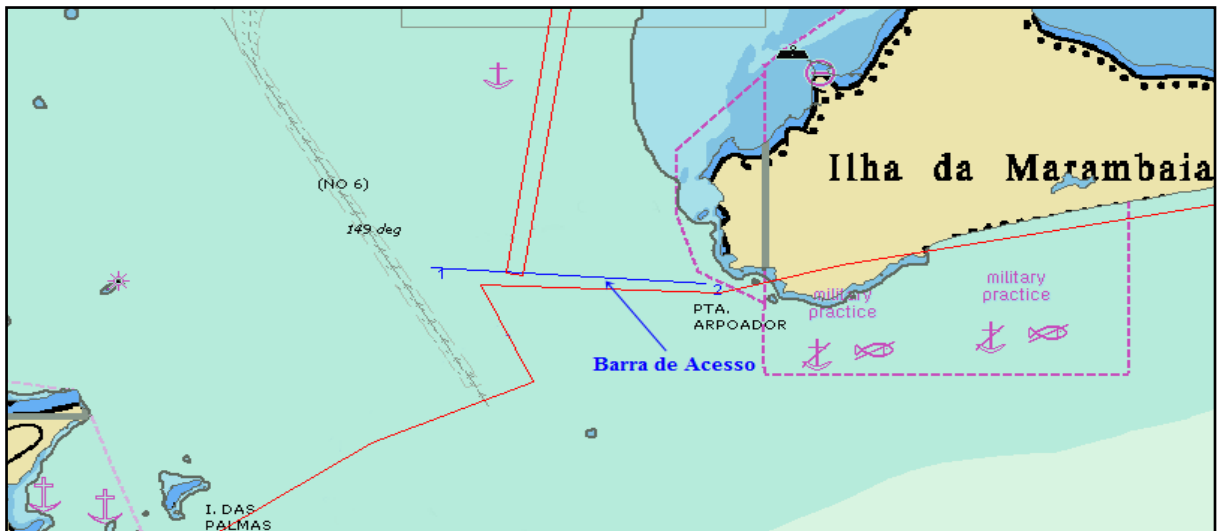 (NO 6)
149 deg
Ilha da Marambaia
1
2
PTA.
ARPOADOR
Barra de Acesso
military
practice
military
practice
I. DAS
PALMAS